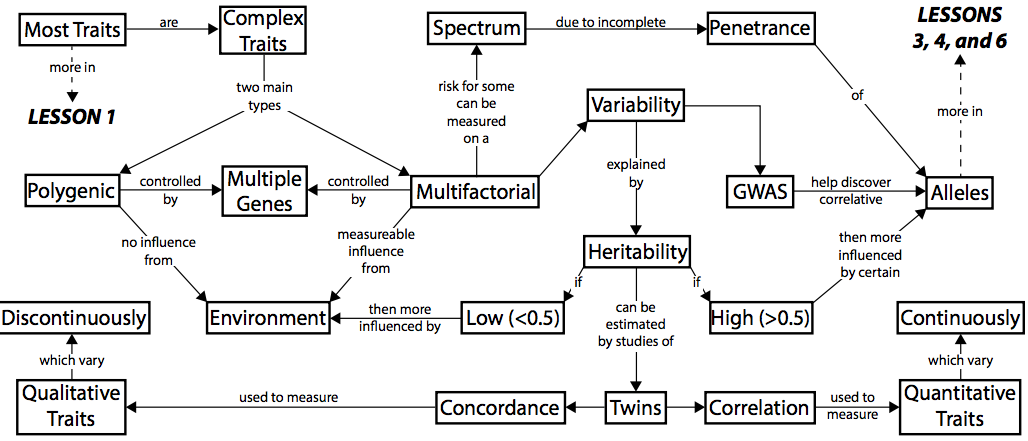 Most Traits
are
Complex
Traits
Spectrum
due to incomplete
Penetrance
LESSONS
3, 4, and 6
more in
LESSON 1
two main
types
risk for some
can be
measured
on a
Variability
of
more in
Polygenic
controlled
by
Multiple
Genes
controlled
by
Multifactorial
explained
by
GWAS
help discover
correlative
Alleles
no influence
from
measureable
influence
from
Heritability
then more
influenced
by certain
if
if
Discontinuously
Environment
then more
influenced by
Low (<0.5)
can be
estimated
by studies of
High (>0.5)
Continuously
which vary
which vary
Qualitative
Traits
used to measure
Concordance
Twins
Correlation
used to
measure
Quantitative
Traits